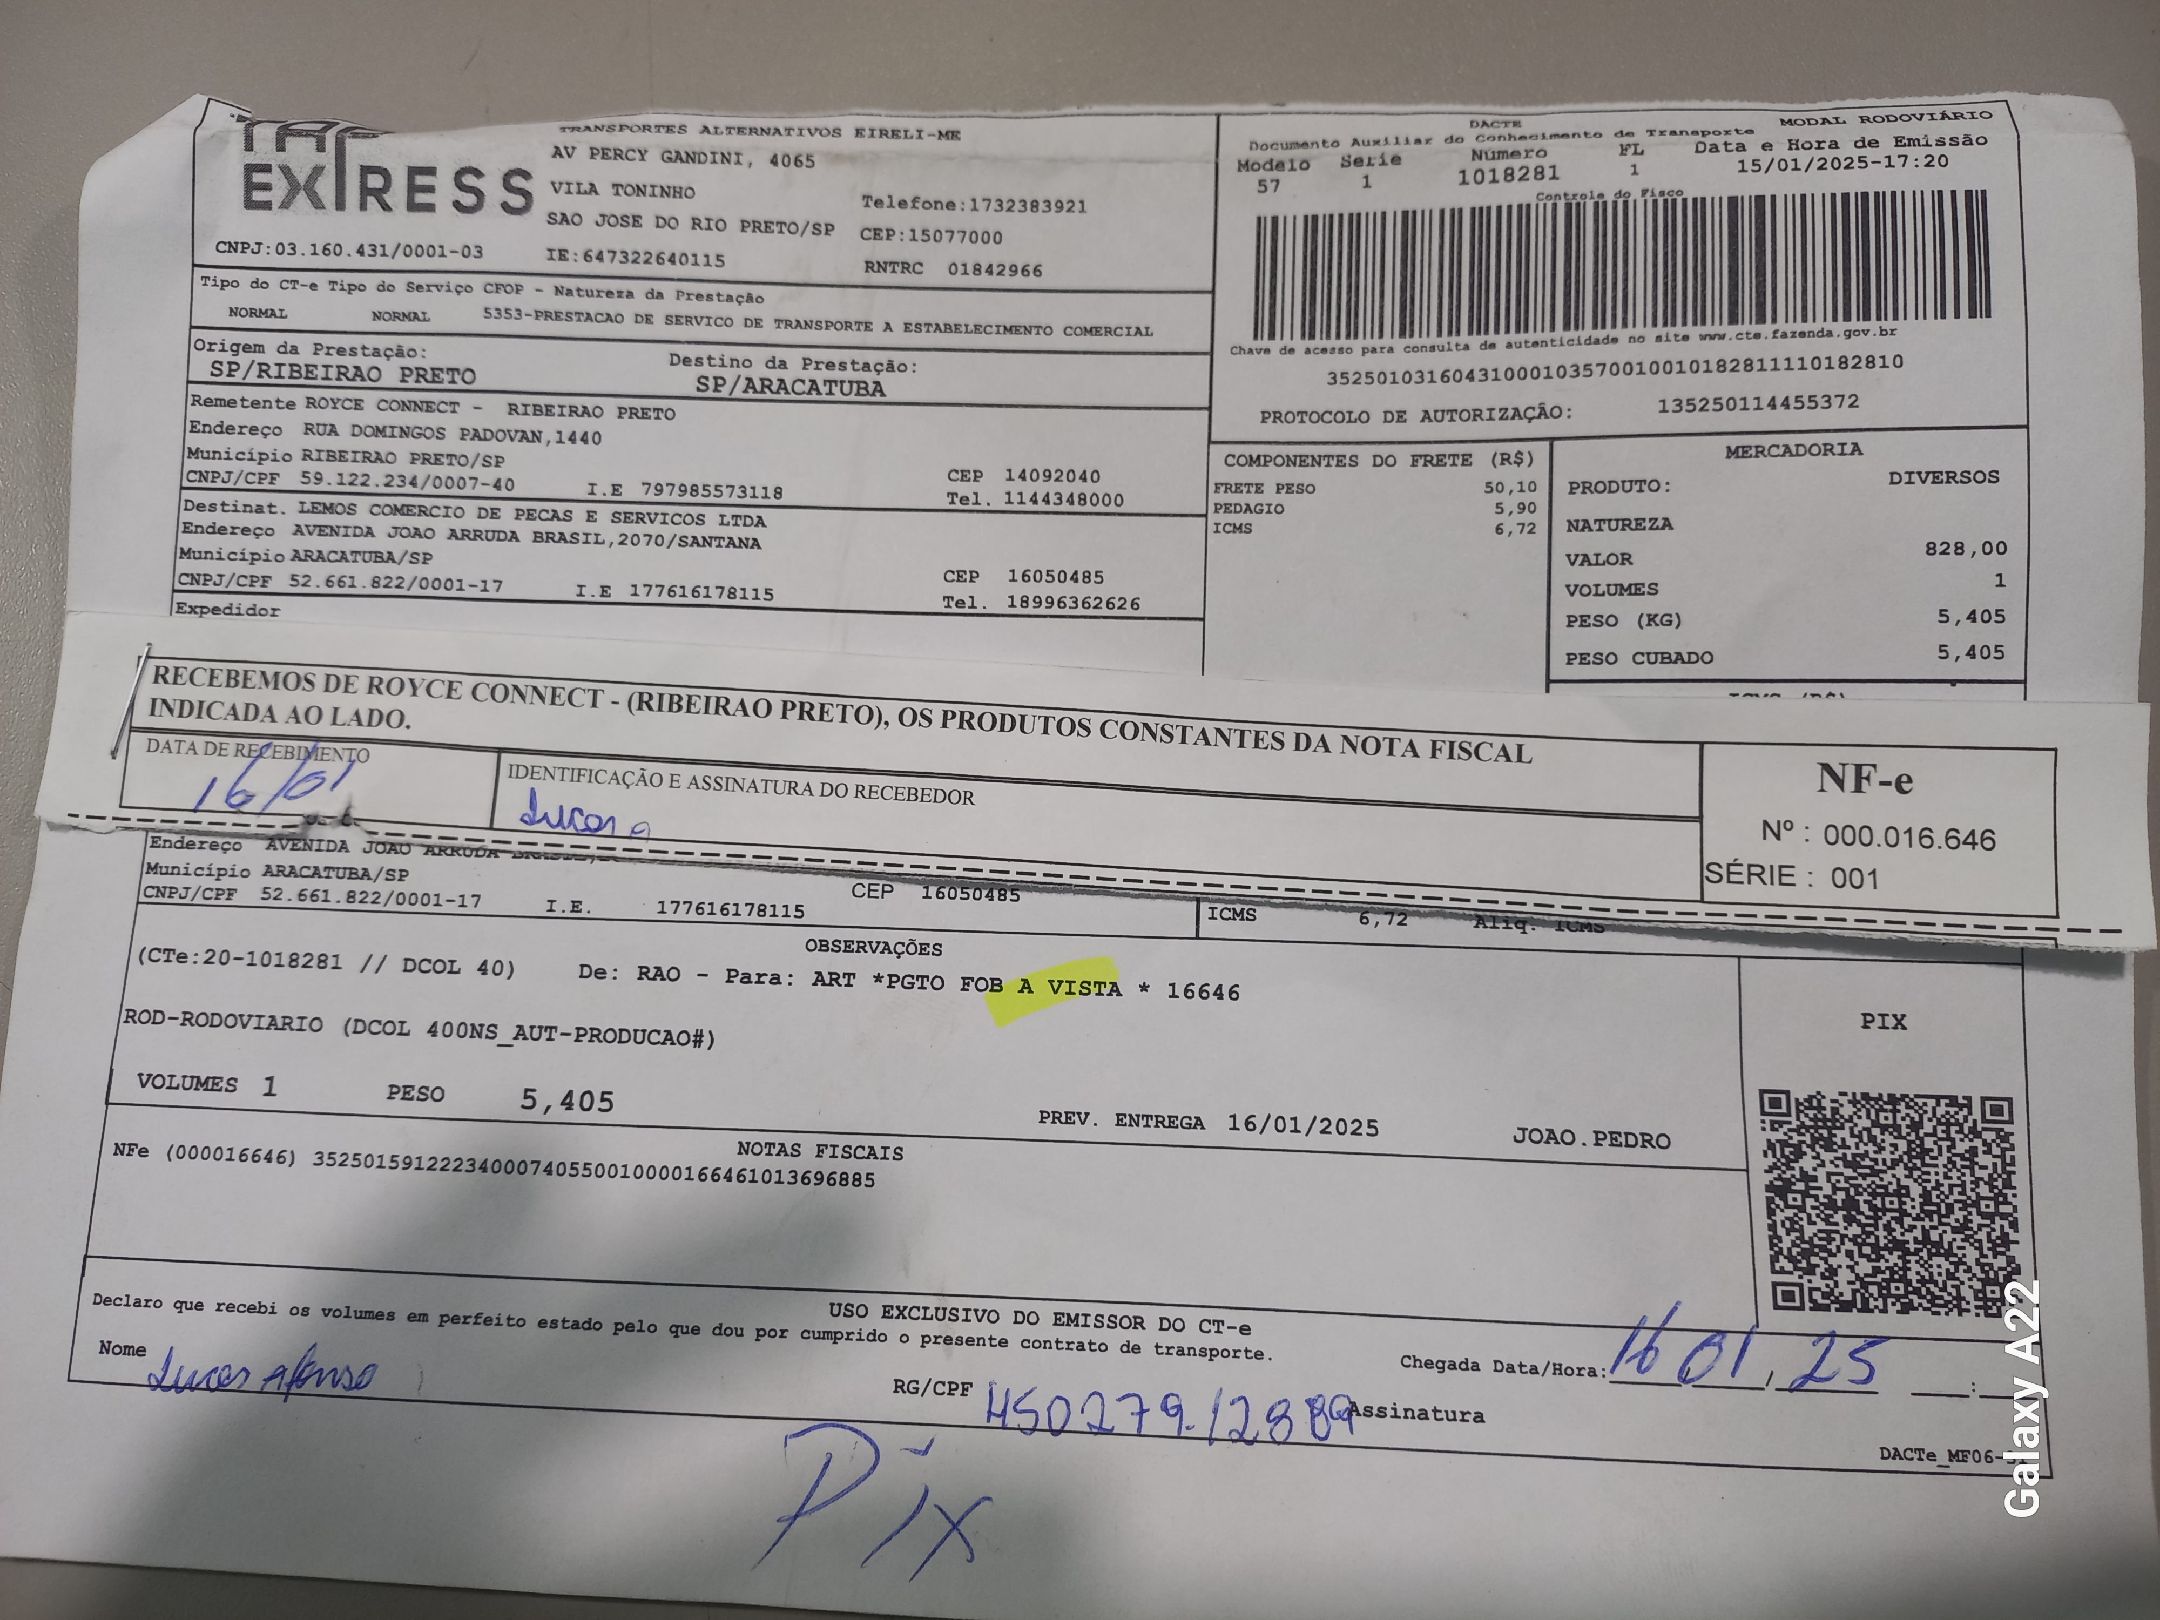 EXPRESS
TRANSPORTES ALTERNATIVOS EIRELI-ME
AV PERCY GANDINI, 4065
VILA TONINHO
SAO JOSE DO RIO PRETO/SP
Telefone:1732383921
CEP:15077000
CNPJ:03.160.431/0001-03
IE:647322640115
RNTRC 01842966
DACTE
MODAL RODOVIÁRIO
Documento Auxiliar do Conhecimento de Transporte
Modelo Serie Número FL Data e Hora de Emissão
57 1 1018281 1 15/01/2025-17:20
Controle do Fisco
Chave de acesso para consulta de autenticidade no site www.cte.fazenda.gov.br
35250103160431000103570010010182811110182810
PROTOCOLO DE AUTORIZAÇÃO: 135250114455372
Tipo do CT-e Tipo do Serviço CFOP - Natureza da Prestação
NORMAL NORMAL 5353-PRESTACAO DE SERVICO DE TRANSPORTE A ESTABELECIMENTO COMERCIAL
Origem da Prestação: Destino da Prestação:
SP/RIBEIRAO PRETO SP/ARACATUBA
Remetente ROYCE CONNECT - RIBEIRAO PRETO
Endereço RUA DOMINGOS PADOVAN,1440
Município RIBEIRAO PRETO/SP CEP 14092040
CNPJ/CPF 59.122.234/0007-40 I.E 797985573118 Tel. 1144348000
Destinat. LEMOS COMERCIO DE PECAS E SERVICOS LTDA
Endereço AVENIDA JOAO ARRUDA BRASIL,2070/SANTANA
Município ARACATUBA/SP CEP 16050485
CNPJ/CPF 52.661.822/0001-17 I.E 177616178115 Tel. 18996362626
Expedidor
COMPONENTES DO FRETE (R$)
FRETE PESO 50,10
PEDAGIO 5,90
ICMS 6,72
MERCADORIA
PRODUTO: DIVERSOS
NATUREZA
VALOR 828,00
VOLUMES 1
PESO (KG) 5,405
PESO CUBADO 5,405
RECEBEMOS DE ROYCE CONNECT - (RIBEIRAO PRETO), OS PRODUTOS CONSTANTES DA NOTA FISCAL
INDICADA AO LADO.
DATA DE RECEBIMENTO
16/01
IDENTIFICAÇÃO E ASSINATURA DO RECEBEDOR
Lucas a
NF-e
Nº : 000.016.646
SÉRIE : 001
Endereço AVENIDA JOAO ARRUDA BRASIL,
Município ARACATUBA/SP CEP 16050485
CNPJ/CPF 52.661.822/0001-17 I.E. 177616178115
ICMS 6,72 Aliq. ICMS
OBSERVAÇÕES
(CTe:20-1018281 // DCOL 40) De: RAO - Para: ART *PGTO FOB A VISTA * 16646
ROD-RODOVIARIO (DCOL 400NS_AUT-PRODUCAO#)
VOLUMES 1 PESO 5,405
PREV. ENTREGA 16/01/2025 JOAO.PEDRO
PIX
NOTAS FISCAIS
NFe (000016646) 35250159122234000740550010000166461013696885
USO EXCLUSIVO DO EMISSOR DO CT-e
Declaro que recebi os volumes em perfeito estado pelo que dou por cumprido o presente contrato de transporte.
Nome Lucas Afonso
RG/CPF 450279.12889
Chegada Data/Hora: 16 01 / 25 :
Assinatura
DACTe_MF06-
Pix
Galaxy A22